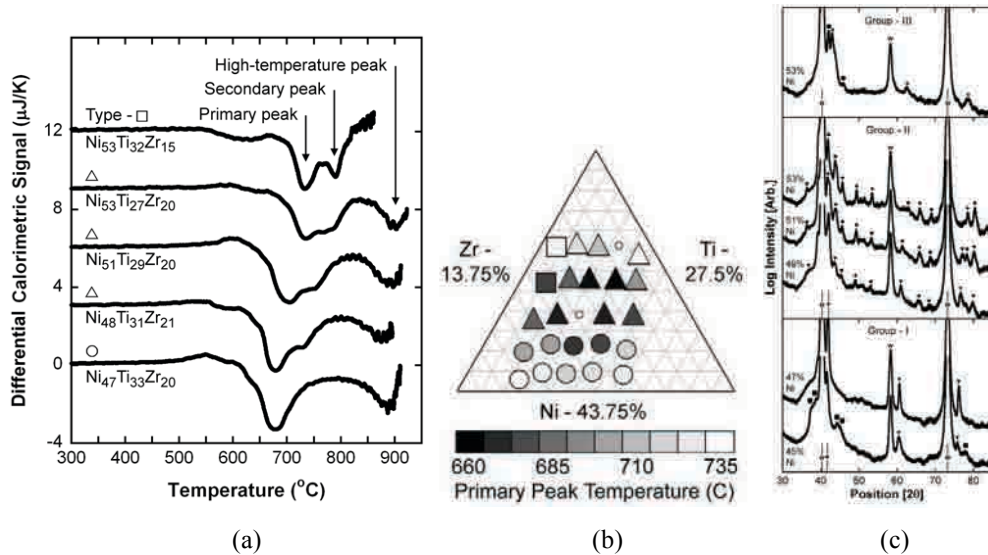 Differential Calorimetric Signal (μJ/K)
16
12
8
4
0
-4
High-temperature peak
Secondary peak
Primary peak
Type - □
Ni53Ti32Zr15
△
Ni53Ti27Zr20
△
Ni51Ti29Zr20
△
Ni48Ti31Zr21
○
Ni47Ti33Zr20
300 400 500 600 700 800 900
Temperature (°C)
(a)
Zr -
13.75%
Ti -
27.5%
Ni - 43.75%
660 685 710 735
Primary Peak Temperature (C)
(b)
Log Intensity [Arb.]
Group - III
53%
Ni
Group - II
53%
Ni
51%
Ni
Ni
Group - I
47%
Ni
45%
Ni
30 40 50 60 70 80
Position [2θ]
(c)